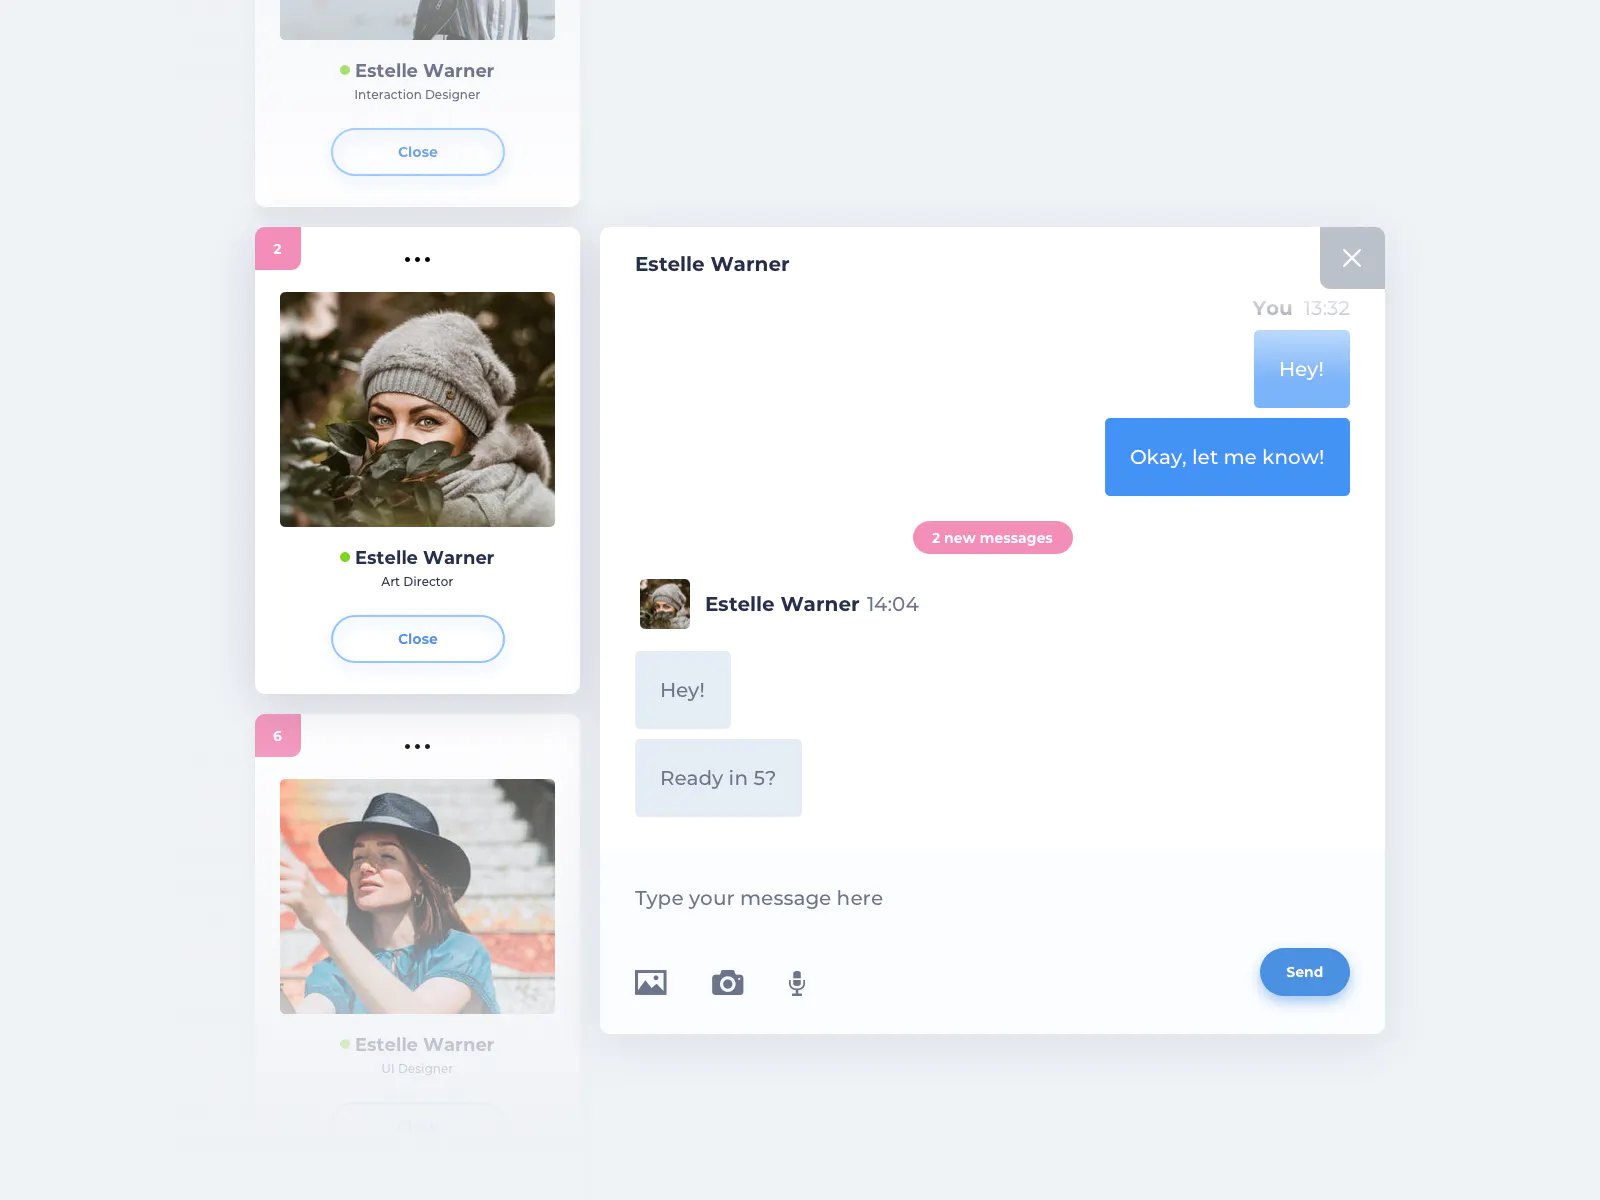 Estelle Warner
Interaction Designer
Close
2
Estelle Warner
Art Director
Close
6
Estelle Warner
UI Designer
Close
Estelle Warner
You 13:32
Hey!
Okay, let me know!
2 new messages
Estelle Warner 14:04
Hey!
Ready in 5?
Type your message here
Send